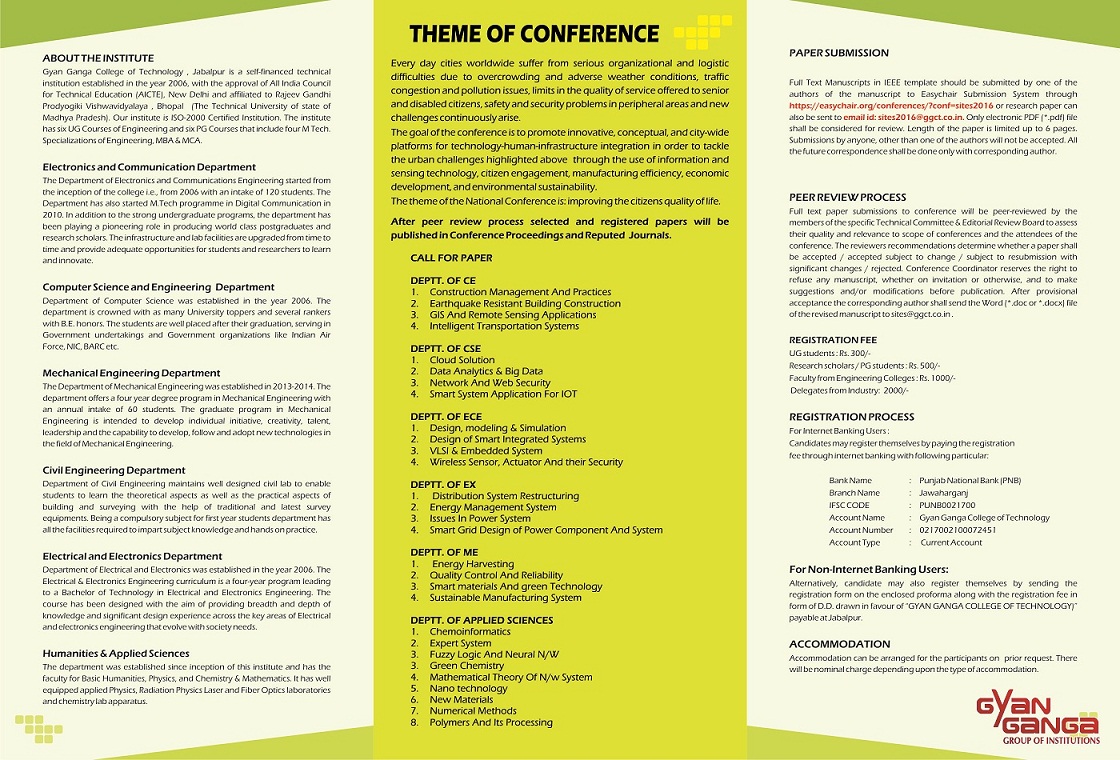 ABOUT THE INSTITUTE
Gyan Ganga College of Technology , Jabalpur is a self-financed technical
institution established in the year 2006, with the approval of All India Council
for Technical Education (AICTE), New Delhi and affiliated to Rajeev Gandhi
Prodyogiki Vishwavidyalaya , Bhopal (The Technical University of state of
Madhya Pradesh). Our institute is ISO-2000 Certified Institution. The institute
has six UG Courses of Engineering and six PG Courses that include four M Tech.
Specializations of Engineering, MBA & MCA.
Electronics and Communication Department
The Department of Electronics and Communications Engineering started from
the inception of the college i.e., from 2006 with an intake of 120 students. The
Department has also started M.Tech programme in Digital Communication in
2010. In addition to the strong undergraduate programs, the department has
been playing a pioneering role in producing world class postgraduates and
research scholars. The infrastructure and lab facilities are upgraded from time to
time and provide adequate opportunities for students and researchers to learn
and innovate.
Computer Science and Engineering Department
Department of Computer Science was established in the year 2006. The
department is crowned with as many University toppers and several rankers
with B.E. honors. The students are well placed after their graduation, serving in
Government undertakings and Government organizations like Indian Air
Force, NIC, BARC etc.
Mechanical Engineering Department
The Department of Mechanical Engineering was established in 2013-2014. The
department offers a four year degree program in Mechanical Engineering with
an annual intake of 60 students. The graduate program in Mechanical
Engineering is intended to develop individual initiative, creativity, talent,
leadership and the capability to develop, follow and adopt new technologies in
the field of Mechanical Engineering.
Civil Engineering Department
Department of Civil Engineering maintains well designed civil lab to enable
students to learn the theoretical aspects as well as the practical aspects of
building and surveying with the help of traditional and latest survey
equipments. Being a compulsory subject for first year students department has
all the facilities required to impart subject knowledge and hands on practice.
Electrical and Electronics Department
Department of Electrical and Electronics was established in the year 2006. The
Electrical & Electronics Engineering curriculum is a four-year program leading
to a Bachelor of Technology in Electrical and Electronics Engineering. The
course has been designed with the aim of providing breadth and depth of
knowledge and significant design experience across the key areas of Electrical
and electronics engineering that evolve with society needs.
Humanities & Applied Sciences
The department was established since inception of this institute and has the
faculty for Basic Humanities, Physics, and Chemistry & Mathematics. It has well
equipped applied Physics, Radiation Physics Laser and Fiber Optics laboratories
and chemistry lab apparatus.
THEME OF CONFERENCE
Every day cities worldwide suffer from serious organizational and logistic
difficulties due to overcrowding and adverse weather conditions, traffic
congestion and pollution issues, limits in the quality of service offered to senior
and disabled citizens, safety and security problems in peripheral areas and new
challenges continuously arise.
The goal of the conference is to promote innovative, conceptual, and city-wide
platforms for technology-human-infrastructure integration in order to tackle
the urban challenges highlighted above through the use of information and
sensing technology, citizen engagement, manufacturing efficiency, economic
development, and environmental sustainability.
The theme of the National Conference is: improving the citizens quality of life.
After peer review process selected and registered papers will be
published in Conference Proceedings and Reputed Journals.
CALL FOR PAPER
DEPTT. OF CE
1. Construction Management And Practices
2. Earthquake Resistant Building Construction
3. GIS And Remote Sensing Applications
4. Intelligent Transportation Systems
DEPTT. OF CSE
1. Cloud Solution
2. Data Analytics & Big Data
3. Network And Web Security
4. Smart System Application For IOT
DEPTT. OF ECE
1. Design, modeling & Simulation
2. Design of Smart Integrated Systems
3. VLSI & Embedded System
4. Wireless Sensor, Actuator And their Security
DEPTT. OF EX
1. Distribution System Restructuring
2. Energy Management System
3. Issues In Power System
4. Smart Grid Design of Power Component And System
DEPTT. OF ME
1. Energy Harvesting
2. Quality Control And Reliability
3. Smart materials And green Technology
4. Sustainable Manufacturing System
DEPTT. OF APPLIED SCIENCES
1. Chemoinformatics
2. Expert System
3. Fuzzy Logic And Neural N/W
3. Green Chemistry
4. Mathematical Theory Of N/w System
5. Nano technology
6. New Materials
7. Numerical Methods
8. Polymers And Its Processing
PAPER SUBMISSION
Full Text Manuscripts in IEEE template should be submitted by one of the
authors of the manuscript to Easychair Submission System through
https://easychair.org/conferences/?conf=sites2016 or research paper can
also be sent to email id: sites2016@ggct.co.in. Only electronic PDF (*.pdf) file
shall be considered for review. Length of the paper is limited up to 6 pages.
Submissions by anyone, other than one of the authors will not be accepted. All
the future correspondence shall be done only with corresponding author.
PEER REVIEW PROCESS
Full text paper submissions to conference will be peer-reviewed by the
members of the specific Technical Committee & Editorial Review Board to assess
their quality and relevance to scope of conferences and the attendees of the
conference. The reviewers recommendations determine whether a paper shall
be accepted / accepted subject to change / subject to resubmission with
significant changes / rejected. Conference Coordinator reserves the right to
refuse any manuscript, whether on invitation or otherwise, and to make
suggestions and/or modifications before publication. After provisional
acceptance the corresponding author shall send the Word (*.doc or *.docx) file
of the revised manuscript to sites@ggct.co.in .
REGISTRATION FEE
UG students : Rs. 300/-
Research scholars / PG students : Rs. 500/-
Faculty from Engineering Colleges : Rs. 1000/-
Delegates from Industry: 2000/-
REGISTRATION PROCESS
For Internet Banking Users :
Candidates may register themselves by paying the registration
fee through internet banking with following particular:
Bank Name : Punjab National Bank (PNB)
Branch Name : Jawaharganj
IFSC CODE : PUNB0021700
Account Name : Gyan Ganga College of Technology
Account Number : 0217002100072451
Account Type : Current Account
For Non-Internet Banking Users:
Alternatively, candidate may also register themselves by sending the
registration form on the enclosed proforma along with the registration fee in
form of D.D. drawn in favour of "GYAN GANGA COLLEGE OF TECHNOLOGY)"
payable at Jabalpur.
ACCOMMODATION
Accommodation can be arranged for the participants on prior request. There
will be nominal charge depending upon the type of accommodation.
GYAN
GANGA
GROUP OF INSTITUTIONS